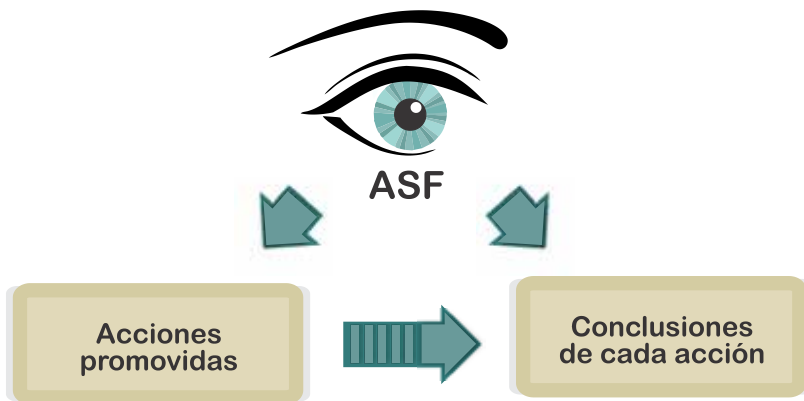 ASF
Acciones
promovidas
Conclusiones
de cada acción